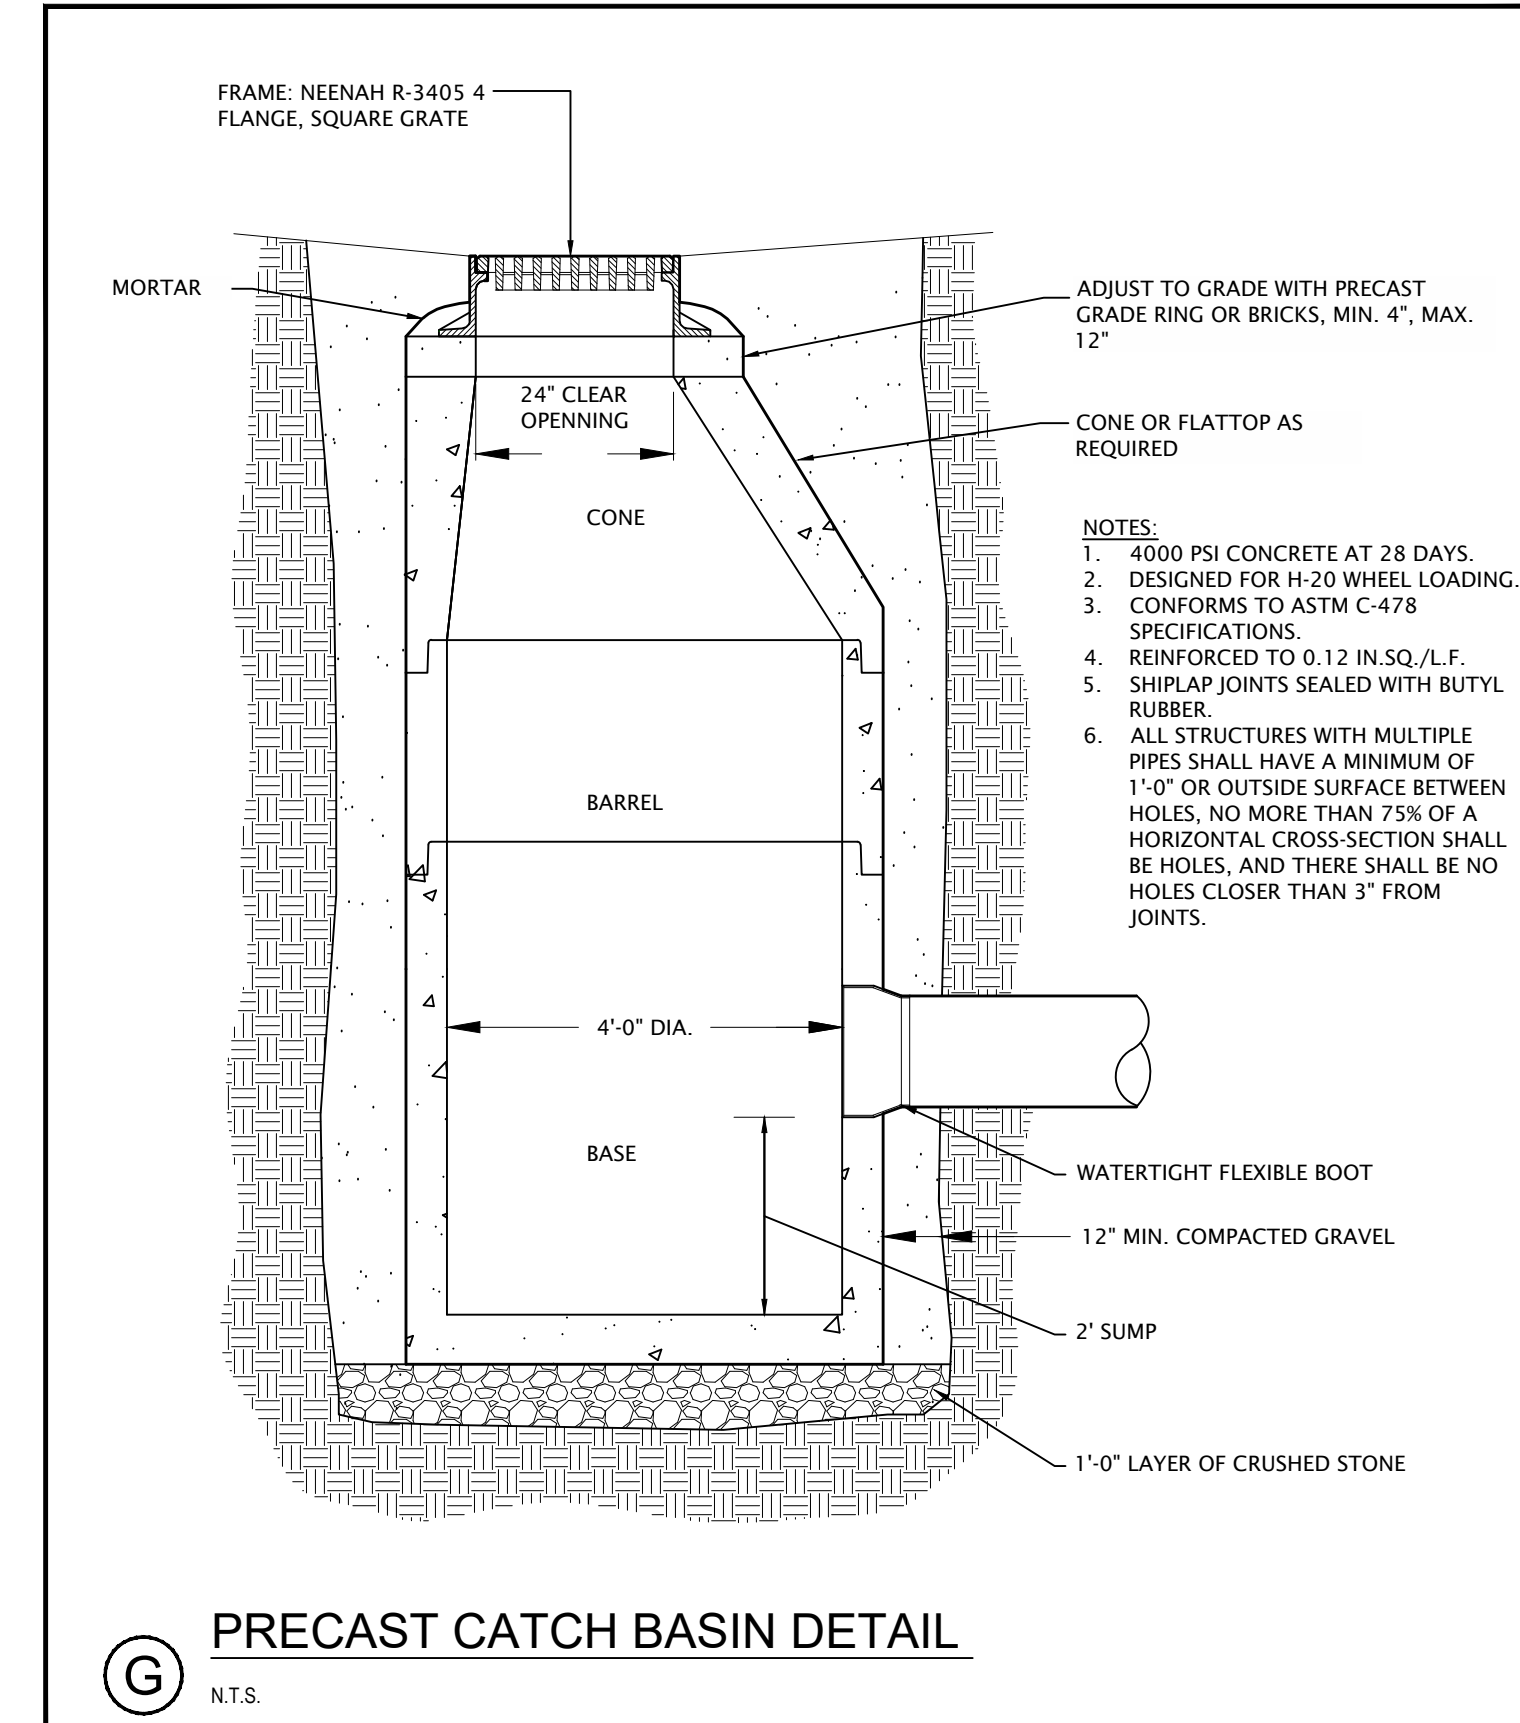 FRAME: NEENAH R-3405 4
FLANGE, SQUARE GRATE
MORTAR
ADJUST TO GRADE WITH PRECAST
GRADE RING OR BRICKS, MIN. 4", MAX.
12"
24" CLEAR
OPENNING
CONE OR FLATTOP AS
REQUIRED
CONE
NOTES:
1. 4000 PSI CONCRETE AT 28 DAYS.
2. DESIGNED FOR H-20 WHEEL LOADING.
3. CONFORMS TO ASTM C-478
SPECIFICATIONS.
4. REINFORCED TO 0.12 IN.SQ./L.F.
5. SHIPLAP JOINTS SEALED WITH BUTYL
RUBBER.
6. ALL STRUCTURES WITH MULTIPLE
PIPES SHALL HAVE A MINIMUM OF
1'-0" OR OUTSIDE SURFACE BETWEEN
HOLES, NO MORE THAN 75% OF A
HORIZONTAL CROSS-SECTION SHALL
BE HOLES, AND THERE SHALL BE NO
HOLES CLOSER THAN 3" FROM
JOINTS.
BARREL
4'-0" DIA.
BASE
WATERTIGHT FLEXIBLE BOOT
12" MIN. COMPACTED GRAVEL
2' SUMP
1'-0" LAYER OF CRUSHED STONE
G
PRECAST CATCH BASIN DETAIL
N.T.S.